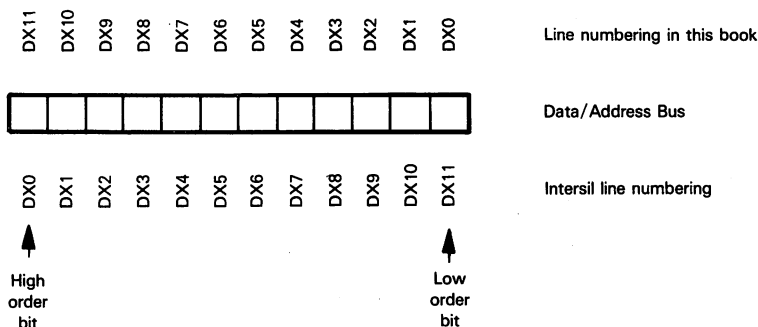 DX11 DX10 DX9 DX8 DX7 DX6 DX5 DX4 DX3 DX2 DX1 DX0 Line numbering in this book
Data/Address Bus
DX0 DX1 DX2 DX3 DX4 DX5 DX6 DX7 DX8 DX9 DX10 DX11 Intersil line numbering
High Low
order order
bit bit